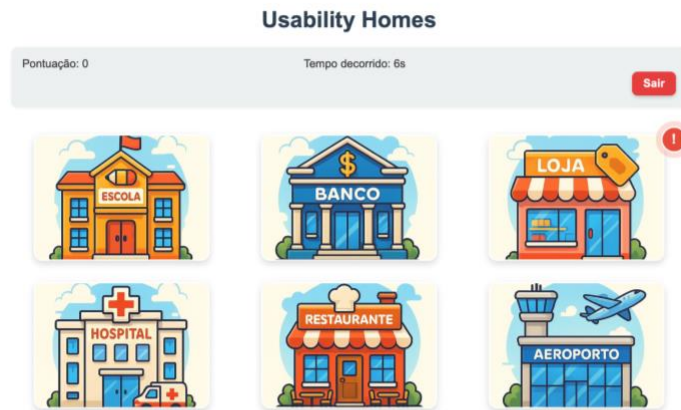 Usability Homes
Pontuação: 0
Tempo decorrido: 6s
Sair
!
ESCOLA
$
BANCO
LOJA
HOSPITAL
RESTAURANTE
AEROPORTO